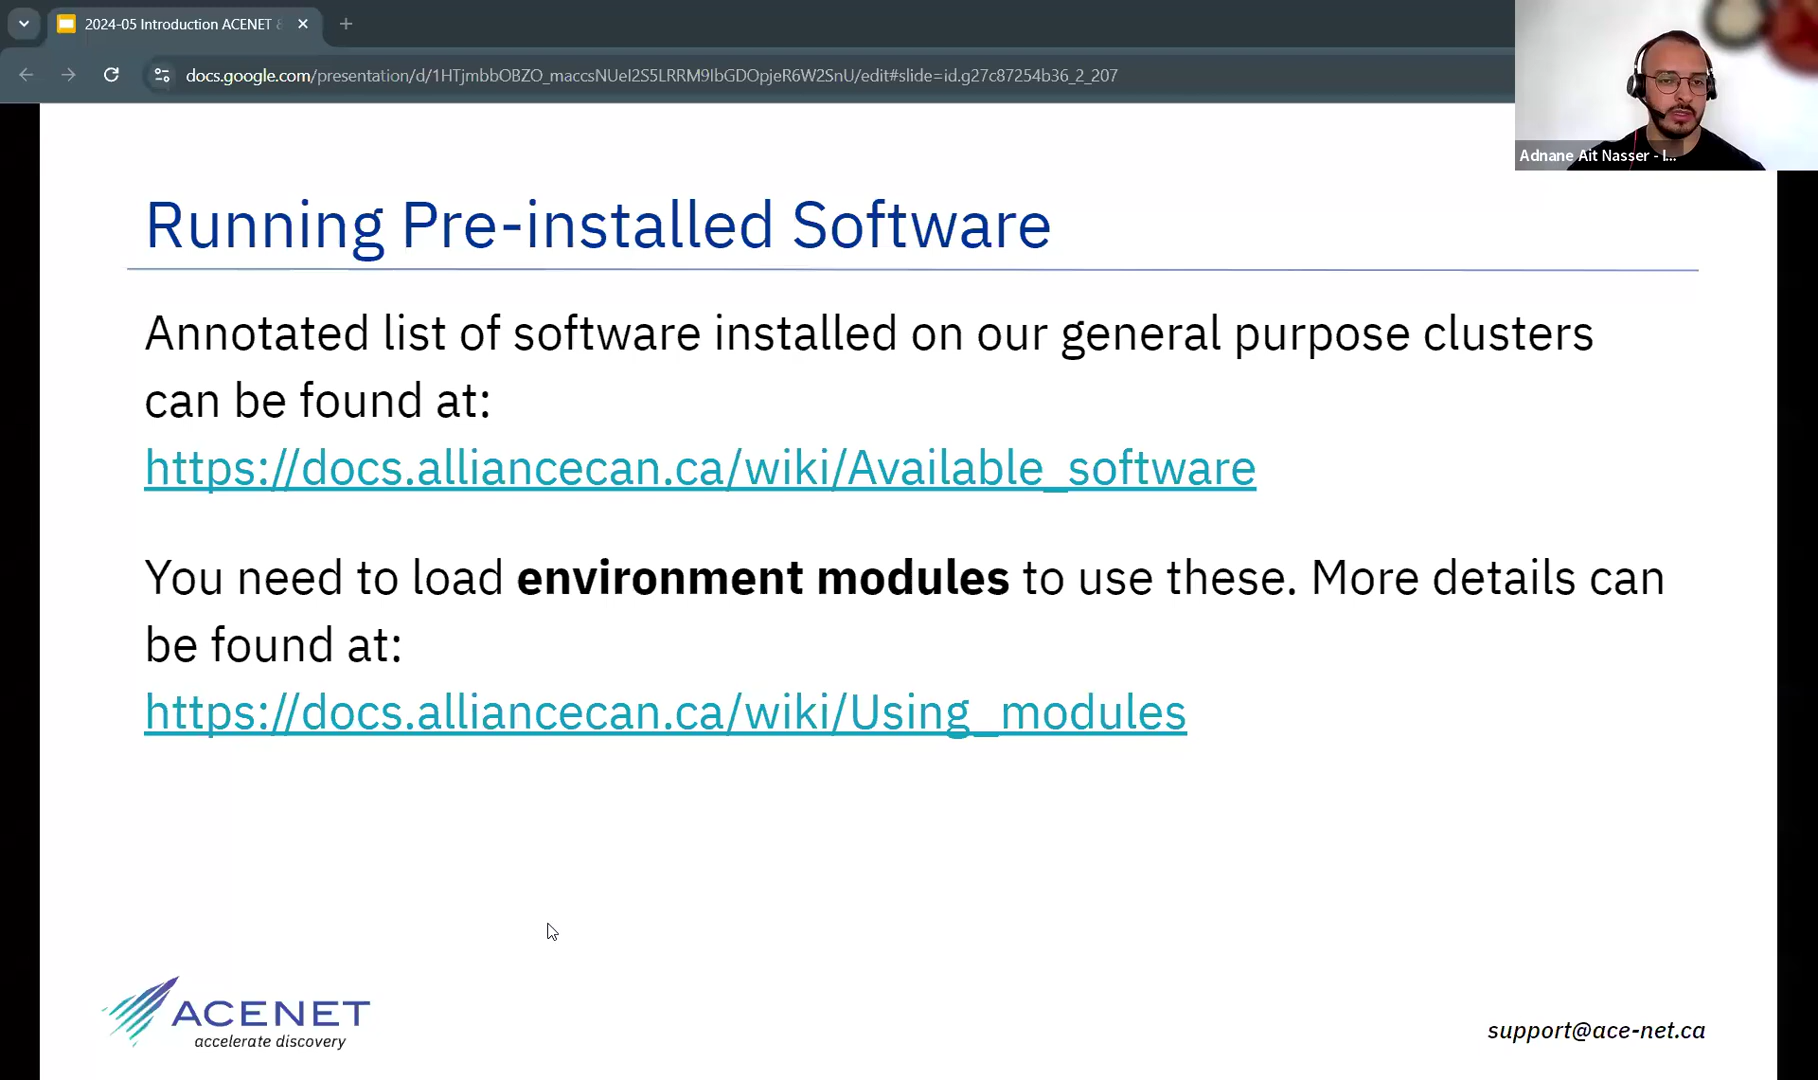 2024-05 Introduction ACENET
docs.google.com/presentation/d/1HTjmbbOBZO_maccsNUeI2S5LRRM9IbGDOpjeR6W2SnU/edit#slide=id.g27c87254b36_2_207
Adnane Ait Nasser - I...
Running Pre-installed Software
Annotated list of software installed on our general purpose clusters
can be found at:
https://docs.alliancecan.ca/wiki/Available_software
You need to load environment modules to use these. More details can
be found at:
https://docs.alliancecan.ca/wiki/Using_modules
ACENET
accelerate discovery
support@ace-net.ca